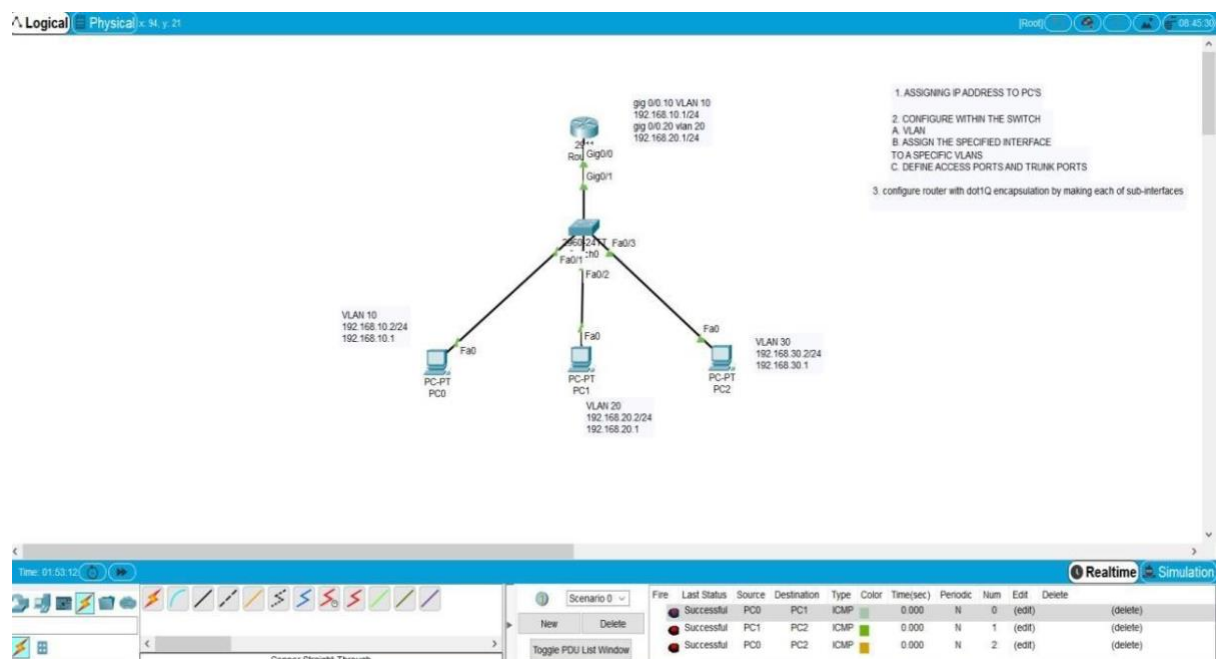 Logical Physical x: 94, y: 21 [Root] 08:45:30
gig 0/0.10 VLAN 10
192.168.10.1/24
gig 0/0.20 vlan 20
192.168.20.1/24
1. ASSIGNING IP ADDRESS TO PC'S
2. CONFIGURE WITHIN THE SWITCH
A. VLAN
B. ASSIGN THE SPECIFIED INTERFACE
TO A SPECIFIC VLANS
C. DEFINE ACCESS PORTS AND TRUNK PORTS
3. configure router with dot1Q encapsulation by making each of sub-interfaces
Gig0/0
Gig0/1
Fa0/3
Fa0/1
Fa0/2
VLAN 10
192.168.10.2/24
192.168.10.1
Fa0
PC-PT
PC0
Fa0
PC-PT
PC1
VLAN 20
192.168.20.2/24
192.168.20.1
Fa0
PC-PT
PC2
VLAN 30
192.168.30.2/24
192.168.30.1
Time: 01:53:12 Realtime Simulation
Scenario 0
New Delete
Toggle PDU List Window
Fire Last Status Source Destination Type Color Time(sec) Periodic Num Edit Delete
Successful PC0 PC1 ICMP 0.000 N 0 (edit) (delete)
Successful PC1 PC2 ICMP 0.000 N 1 (edit) (delete)
Successful PC0 PC2 ICMP 0.000 N 2 (edit) (delete)